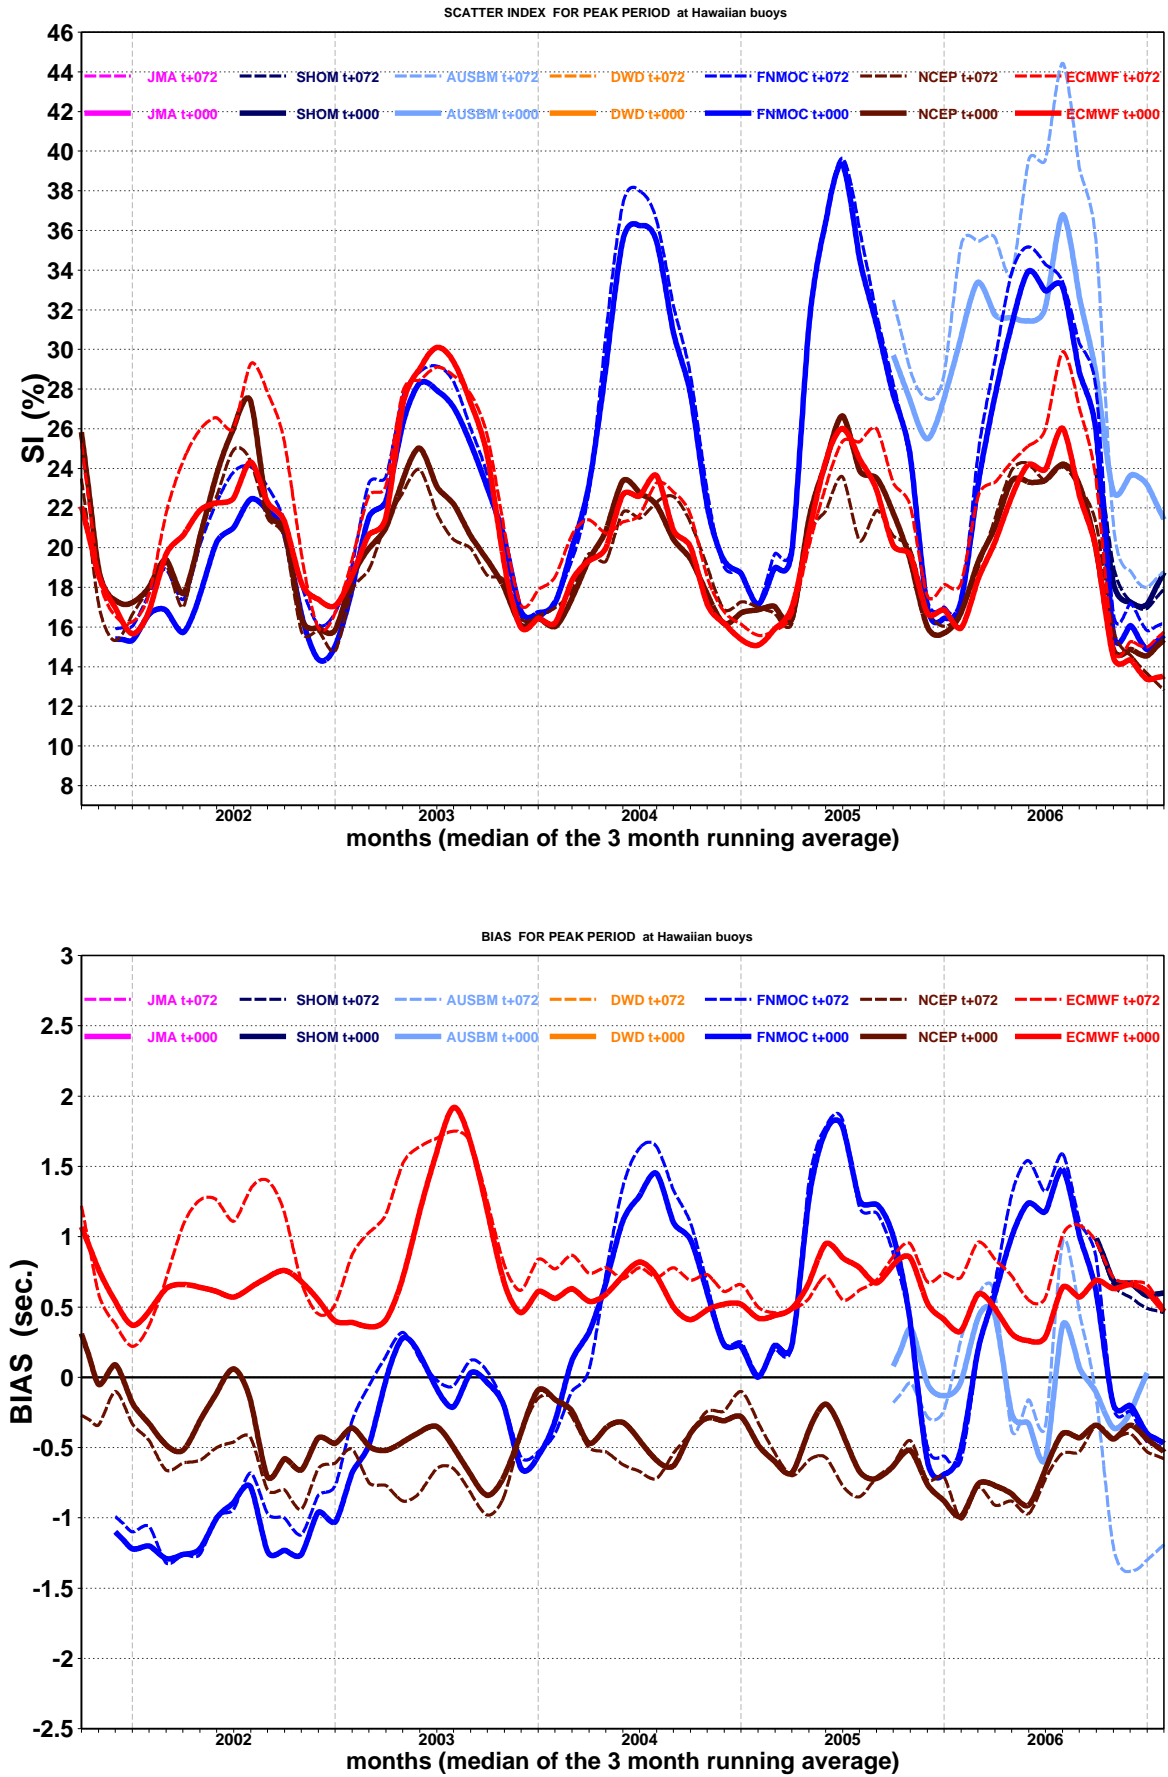 SCATTER INDEX FOR PEAK PERIOD at Hawaiian buoys
46
44
42
40
38
36
34
32
30
28
26
24
22
20
18
16
14
12
10
8
SI (%)
JMA t+072 SHOM t+072 AUSBM t+072 DWD t+072 FNMOC t+072 NCEP t+072 ECMWF t+072
JMA t+000 SHOM t+000 AUSBM t+000 DWD t+000 FNMOC t+000 NCEP t+000 ECMWF t+000
2002 2003 2004 2005 2006
months (median of the 3 month running average)
BIAS FOR PEAK PERIOD at Hawaiian buoys
3
2.5
2
1.5
1
0.5
0
-0.5
-1
-1.5
-2
-2.5
BIAS (sec.)
JMA t+072 SHOM t+072 AUSBM t+072 DWD t+072 FNMOC t+072 NCEP t+072 ECMWF t+072
JMA t+000 SHOM t+000 AUSBM t+000 DWD t+000 FNMOC t+000 NCEP t+000 ECMWF t+000
2002 2003 2004 2005 2006
months (median of the 3 month running average)